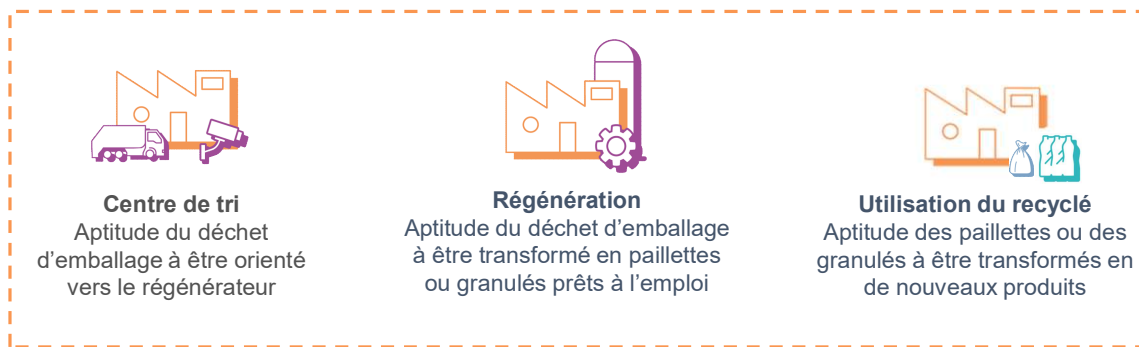 Centre de tri
Aptitude du déchet
d'emballage à être orienté
vers le régénérateur
Régénération
Aptitude du déchet d'emballage
à être transformé en paillettes
ou granulés prêts à l'emploi
Utilisation du recyclé
Aptitude des paillettes ou des
granulés à être transformés en
de nouveaux produits